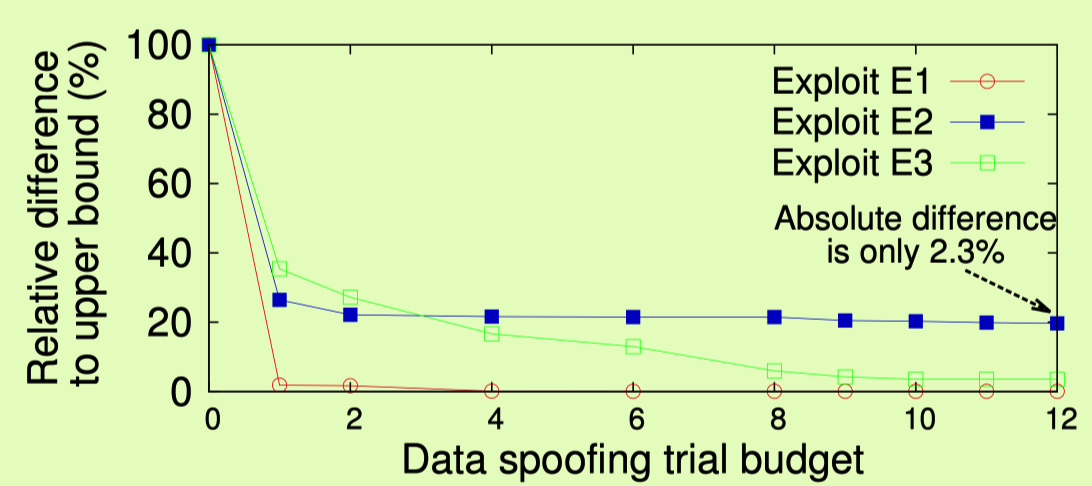 Relative difference
to upper bound (%)
100
80
60
40
20
0
Exploit E1
Exploit E2
Exploit E3
Absolute difference
is only 2.3%
0 2 4 6 8 10 12
Data spoofing trial budget